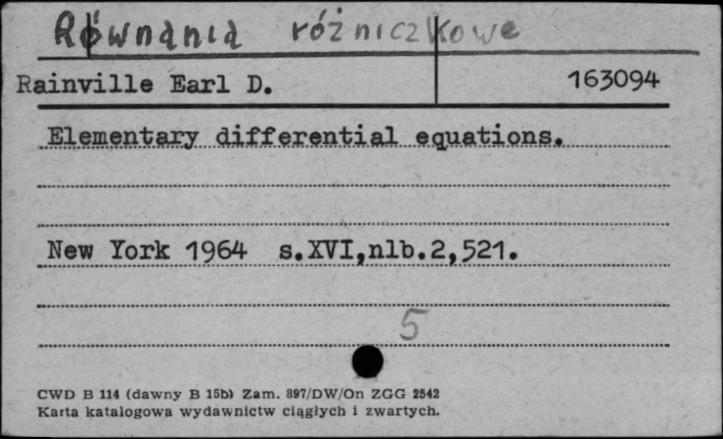 Równania różniczkowe
Rainville Earl D. 163094
Elementary differential equations.
New York 1964 s.XVI,nlb.2,521.
5
CWD B 114 (dawny B 15b) Zam. 897/DW/On ZGG 2542
Karta katalogowa wydawnictw ciągłych i zwartych.